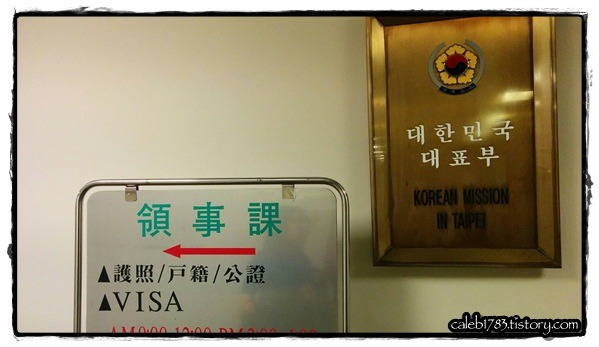 領事課
▲護照/戸籍/公證
▲VISA
대한민국
대표부
KOREAN MISSION
IN TAIPEI
caleb1783.tistory.com